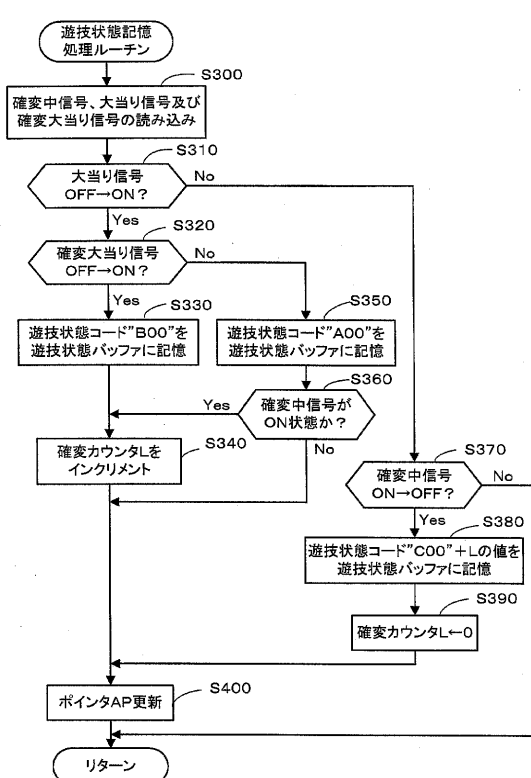 遊技状態記憶
処理ルーチン
S300
確変中信号、大当り信号及び
確変大当り信号の読み込み
S310
大当り信号
OFF→ON?
No
Yes
S320
確変大当り信号
OFF→ON?
No
Yes
S330
遊技状態コード"B00"を
遊技状態バッファに記憶
S350
遊技状態コード"A00"を
遊技状態バッファに記憶
S360
確変中信号が
ON状態か?
Yes
No
S340
確変カウンタLを
インクリメント
S370
確変中信号
ON→OFF?
No
Yes
S380
遊技状態コード"C00"+Lの値を
遊技状態バッファに記憶
S390
確変カウンタL←0
S400
ポインタAP更新
リターン